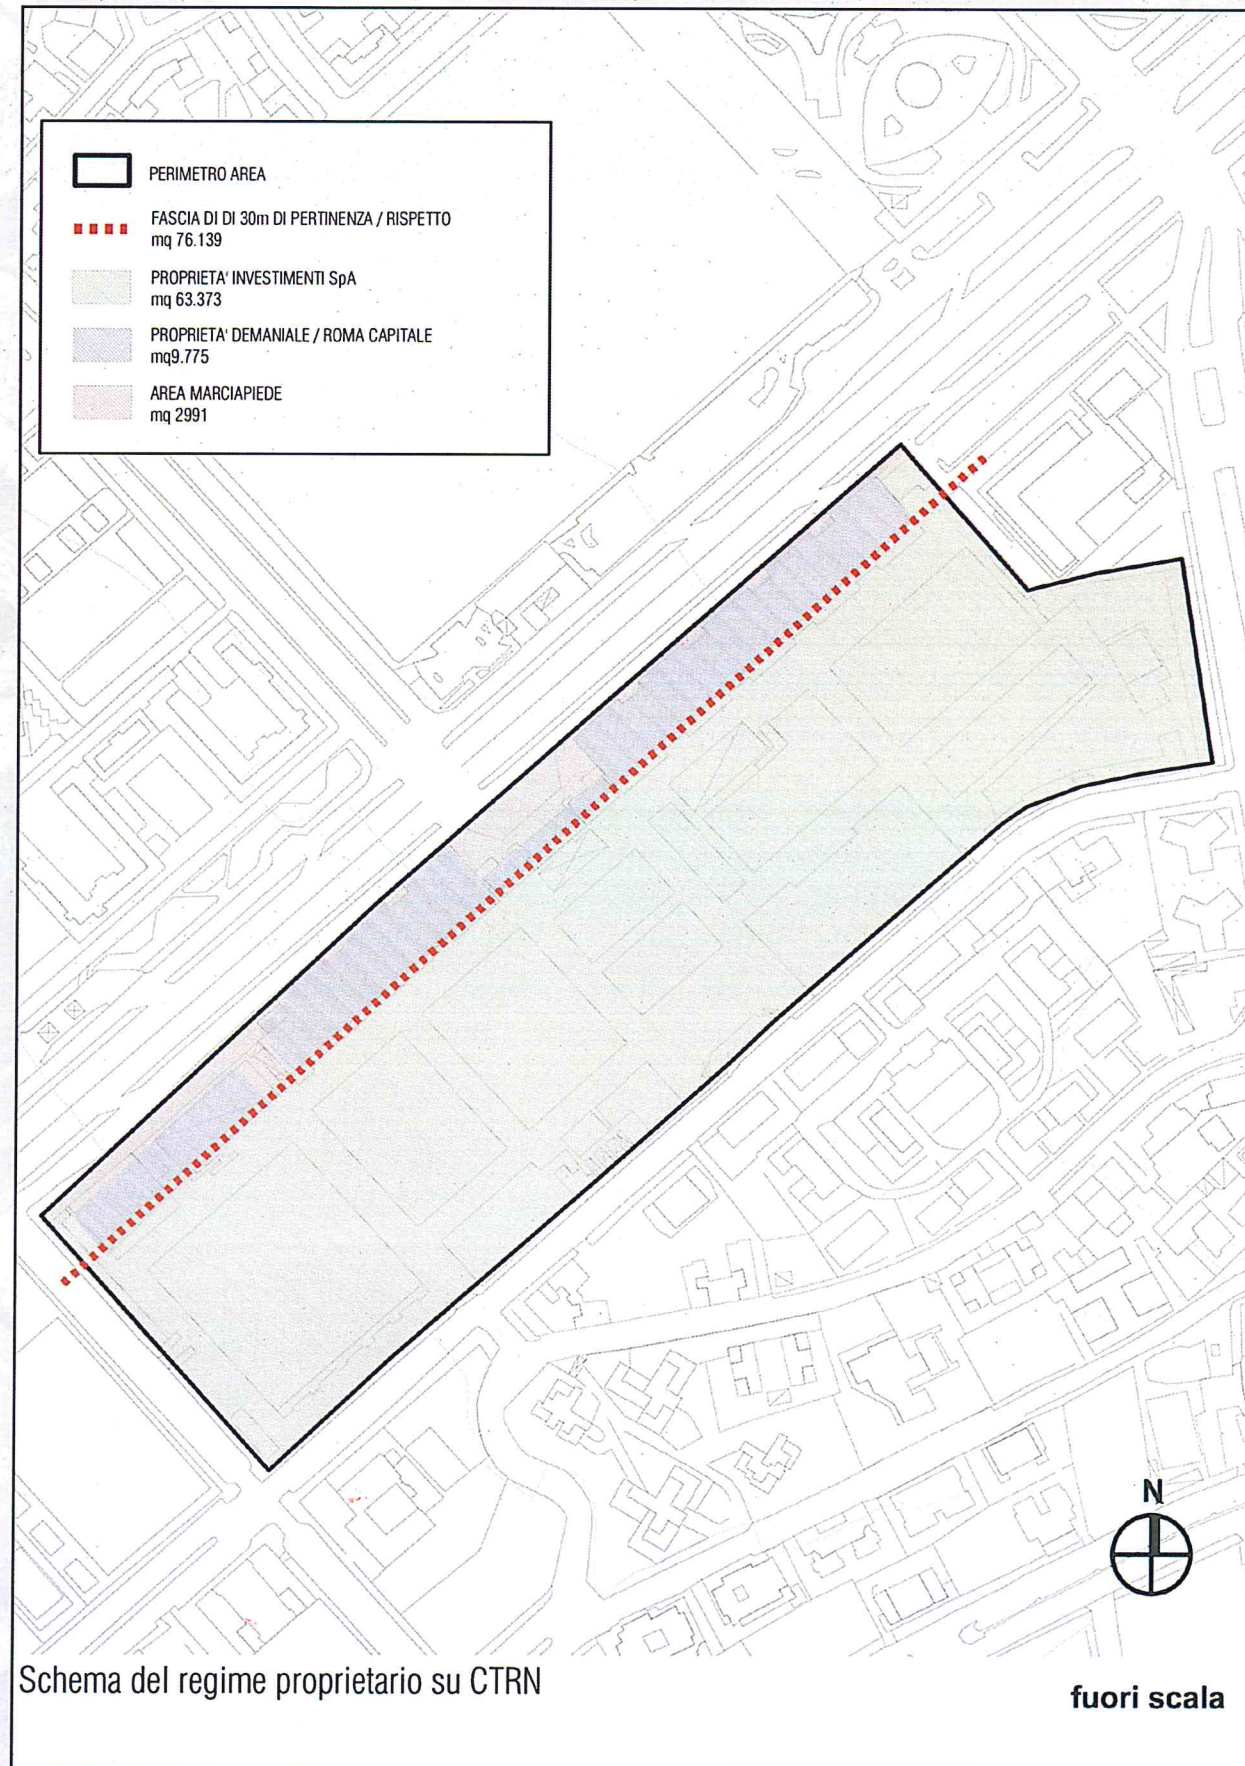 PERIMETRO AREA
FASCIA DI DI 30m DI PERTINENZA / RISPETTO
mq 76.139
PROPRIETA' INVESTIMENTI SpA
mq 63.373
PROPRIETA' DEMANIALE / ROMA CAPITALE
mq9.775
AREA MARCIAPIEDE
mq 2991
N
Schema del regime proprietario su CTRN
fuori scala